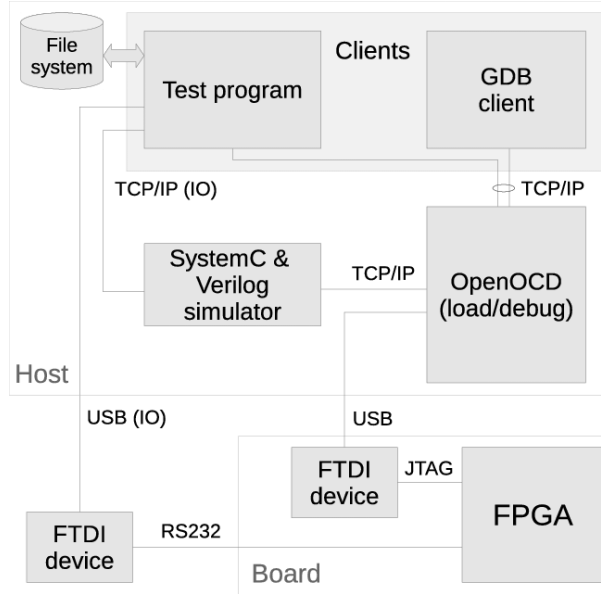 File
system
Test program
Clients
GDB
client
TCP/IP (IO)
TCP/IP
SystemC &
Verilog
simulator
TCP/IP
OpenOCD
(load/debug)
Host
USB (IO)
USB
FTDI
device
JTAG
FPGA
FTDI
device
RS232
Board